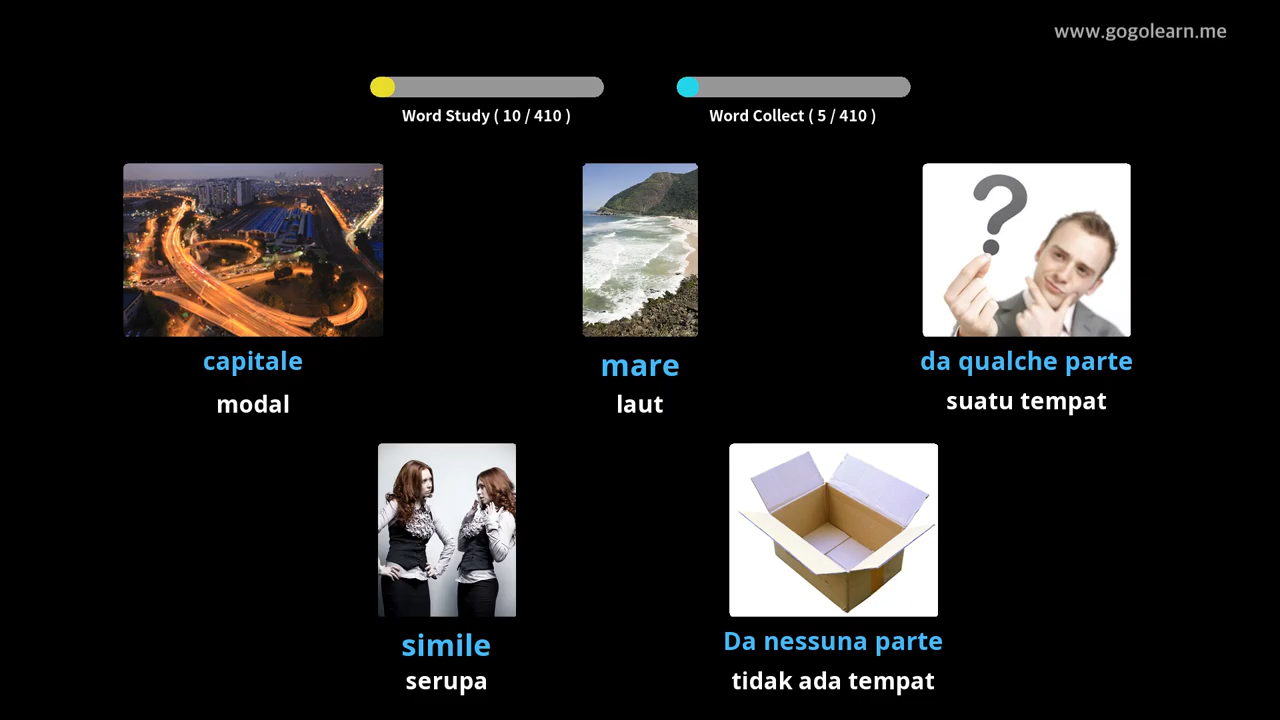 www.gogolearn.me
Word Study ( 10 / 410 )
Word Collect ( 5 / 410 )
capitale
modal
mare
laut
da qualche parte
suatu tempat
simile
serupa
Da nessuna parte
tidak ada tempat